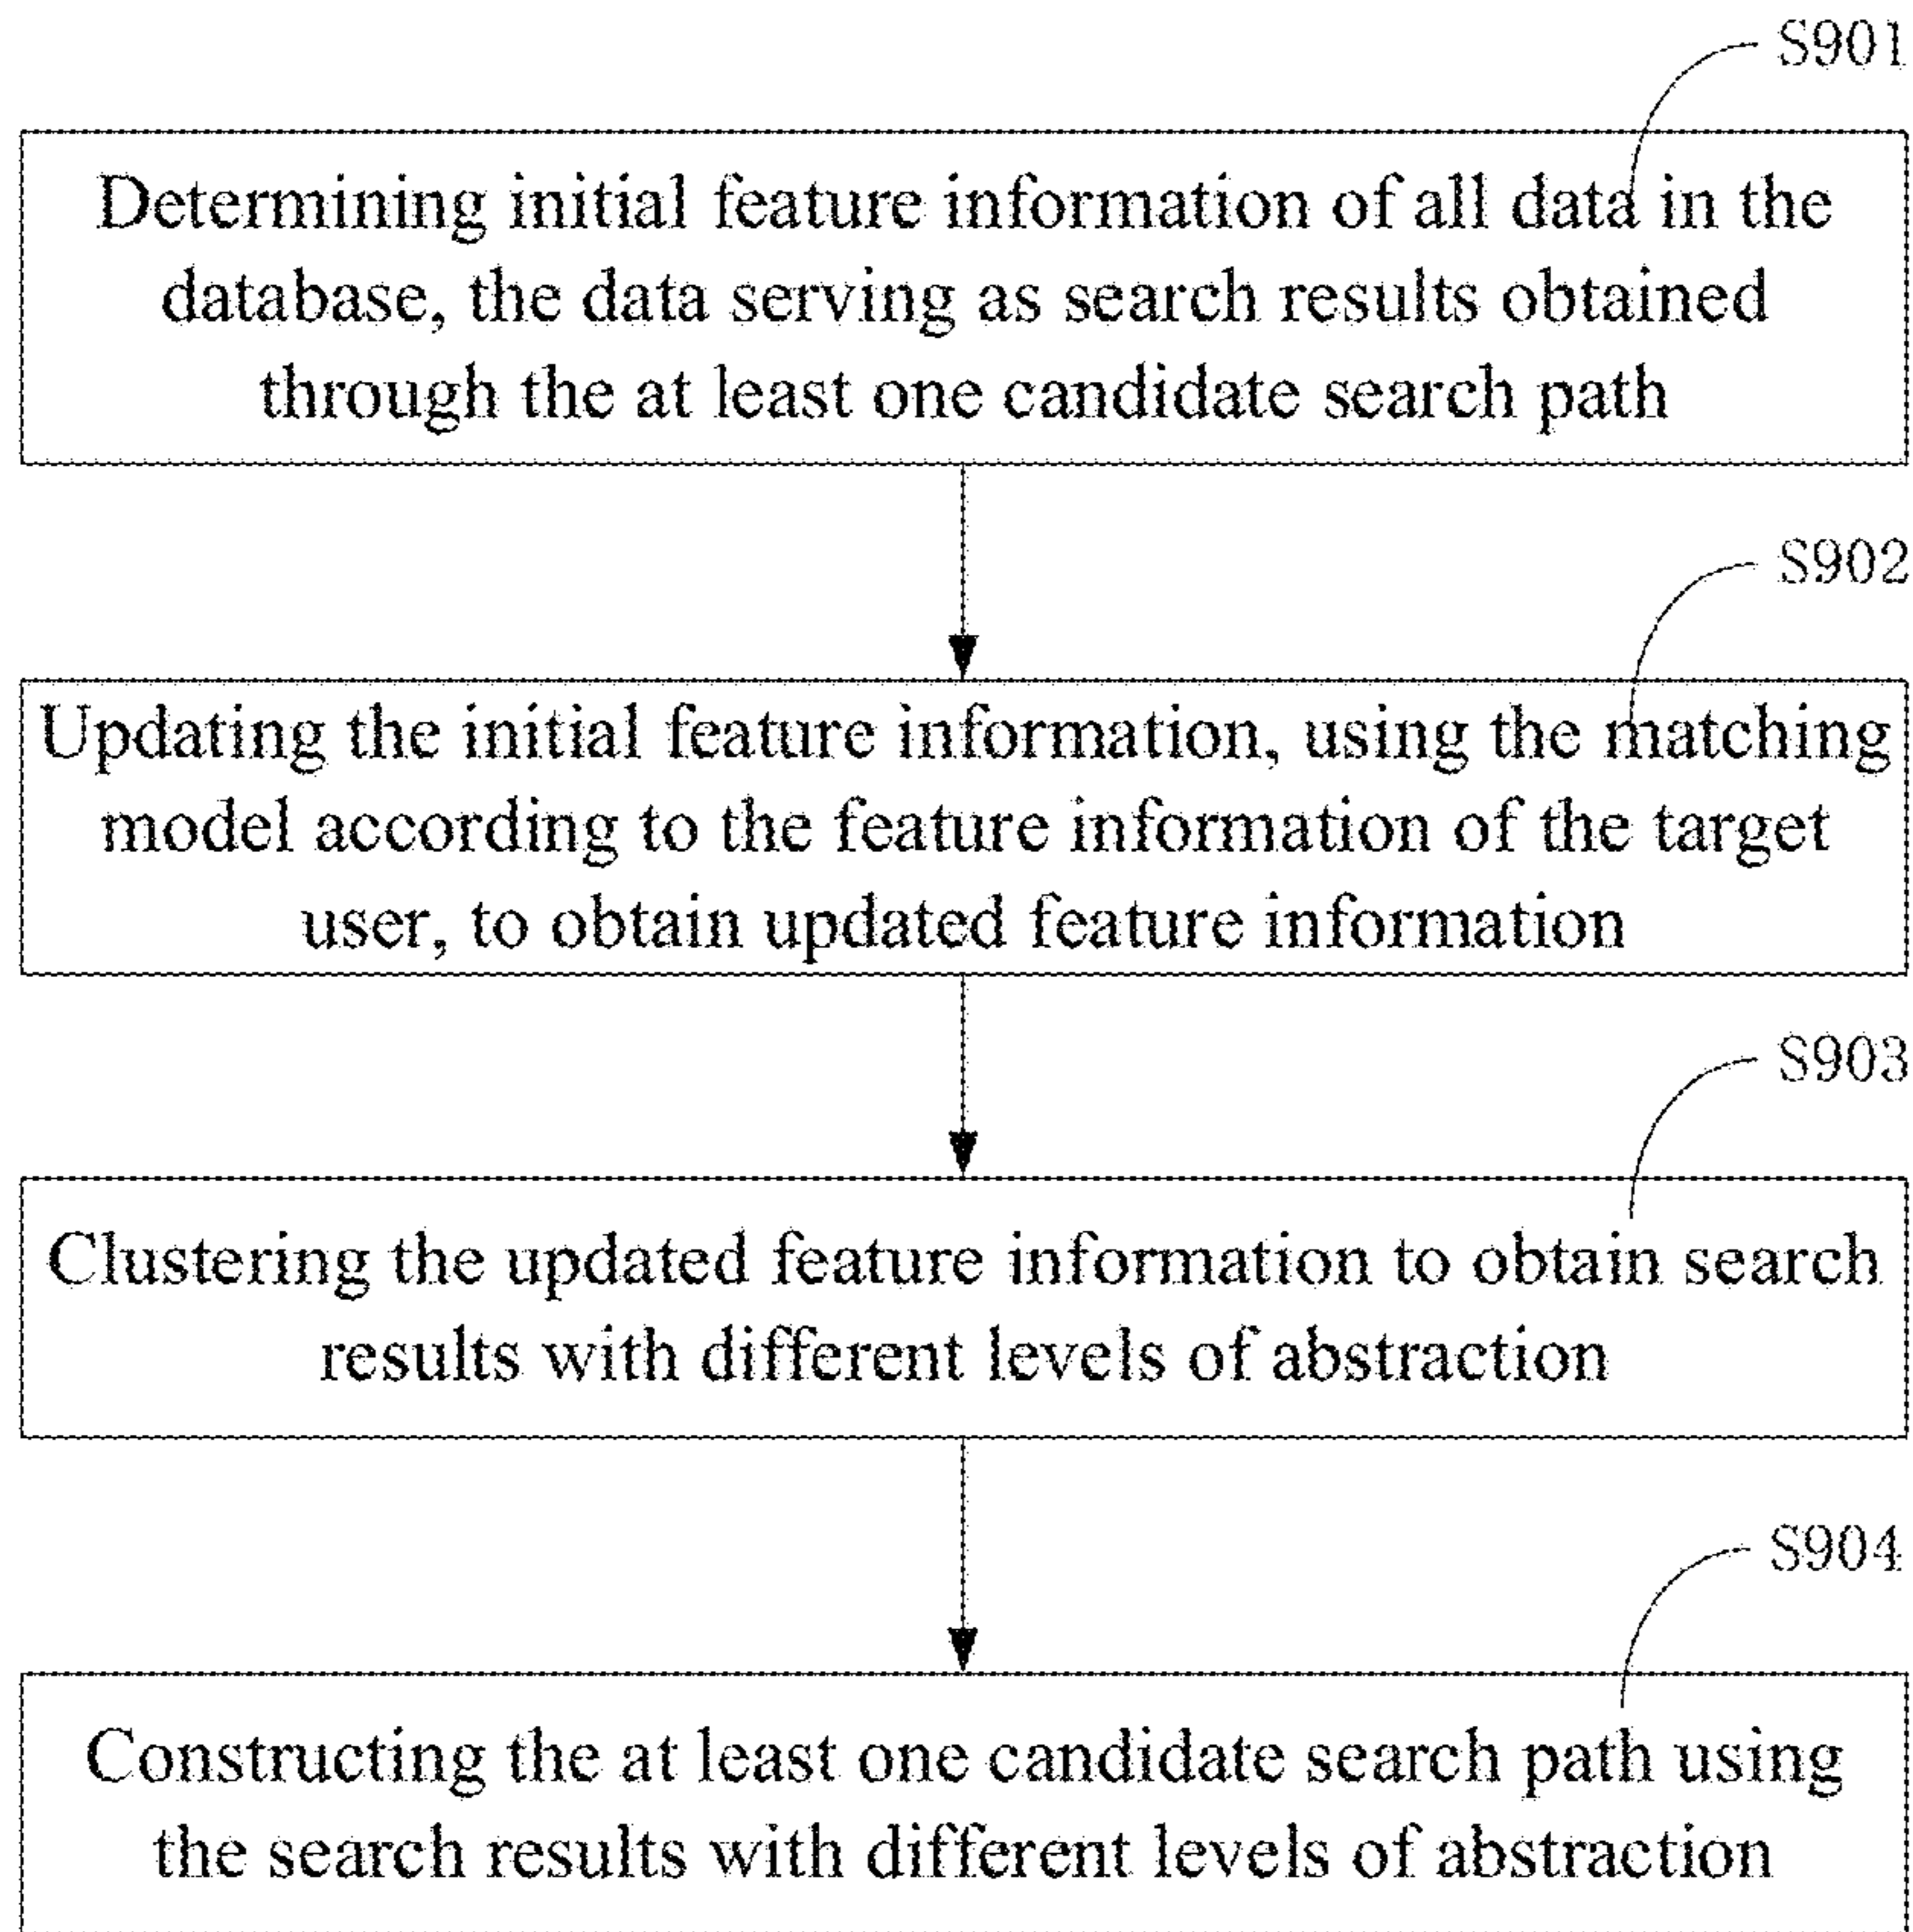 S901
Determining initial feature information of all data in the
database, the data serving as search results obtained
through the at least one candidate search path
S902
Updating the initial feature information, using the matching
model according to the feature information of the target
user, to obtain updated feature information
S903
Clustering the updated feature information to obtain search
results with different levels of abstraction
S904
Constructing the at least one candidate search path using
the search results with different levels of abstraction